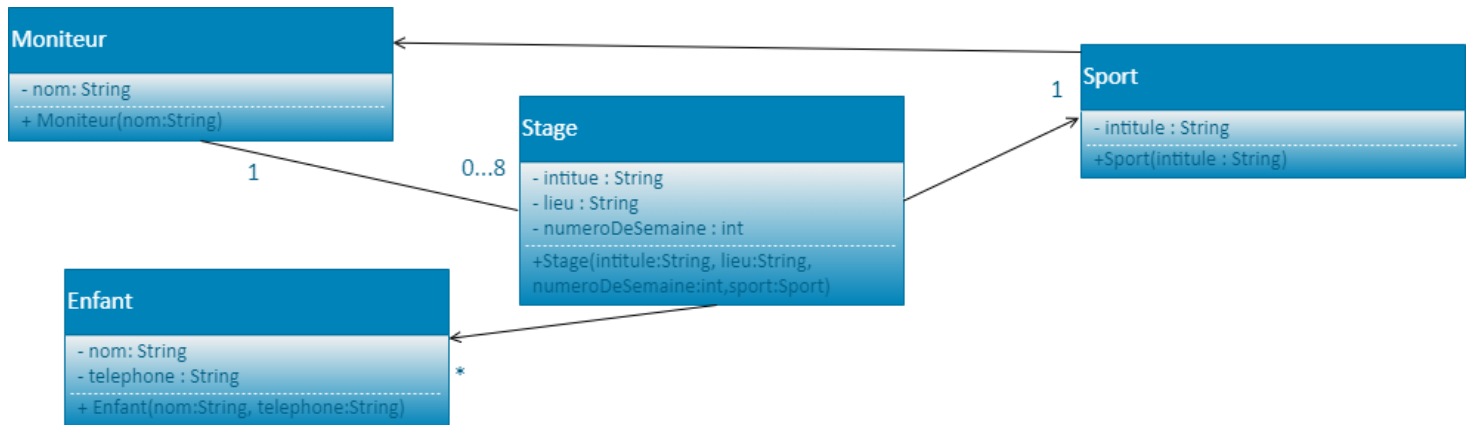 Moniteur
- nom: String
+ Moniteur(nom:String)
1
0...8
Stage
- intitue : String
- lieu : String
- numeroDeSemaine : int
+Stage(intitule:String, lieu:String,
numeroDeSemaine:int,sport:Sport)
1
Sport
- intitule : String
+Sport(intitule : String)
Enfant
- nom: String
- telephone : String
+ Enfant(nom:String, telephone:String)
*